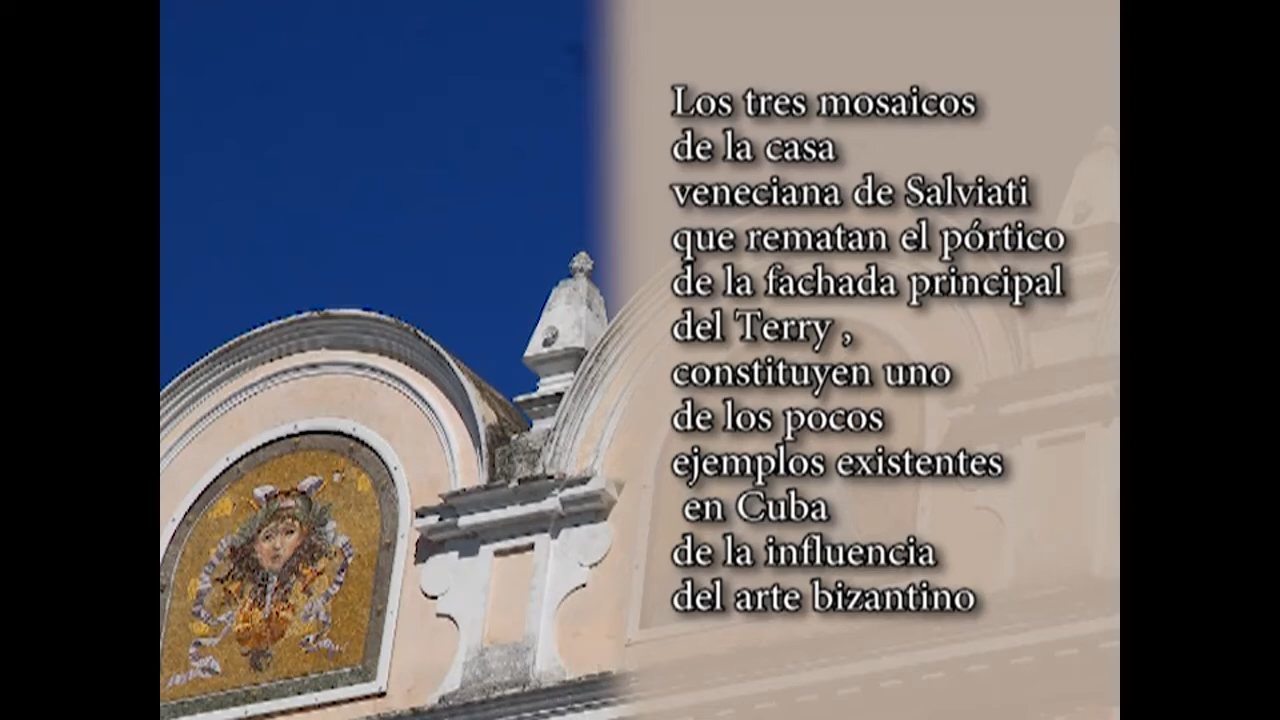 Los tres mosaicos
de la casa
veneciana de Salviati
que rematan el pórtico
de la fachada principal
del Terry ,
constituyen uno
de los pocos
ejemplos existentes
en Cuba
de la influencia
del arte bizantino